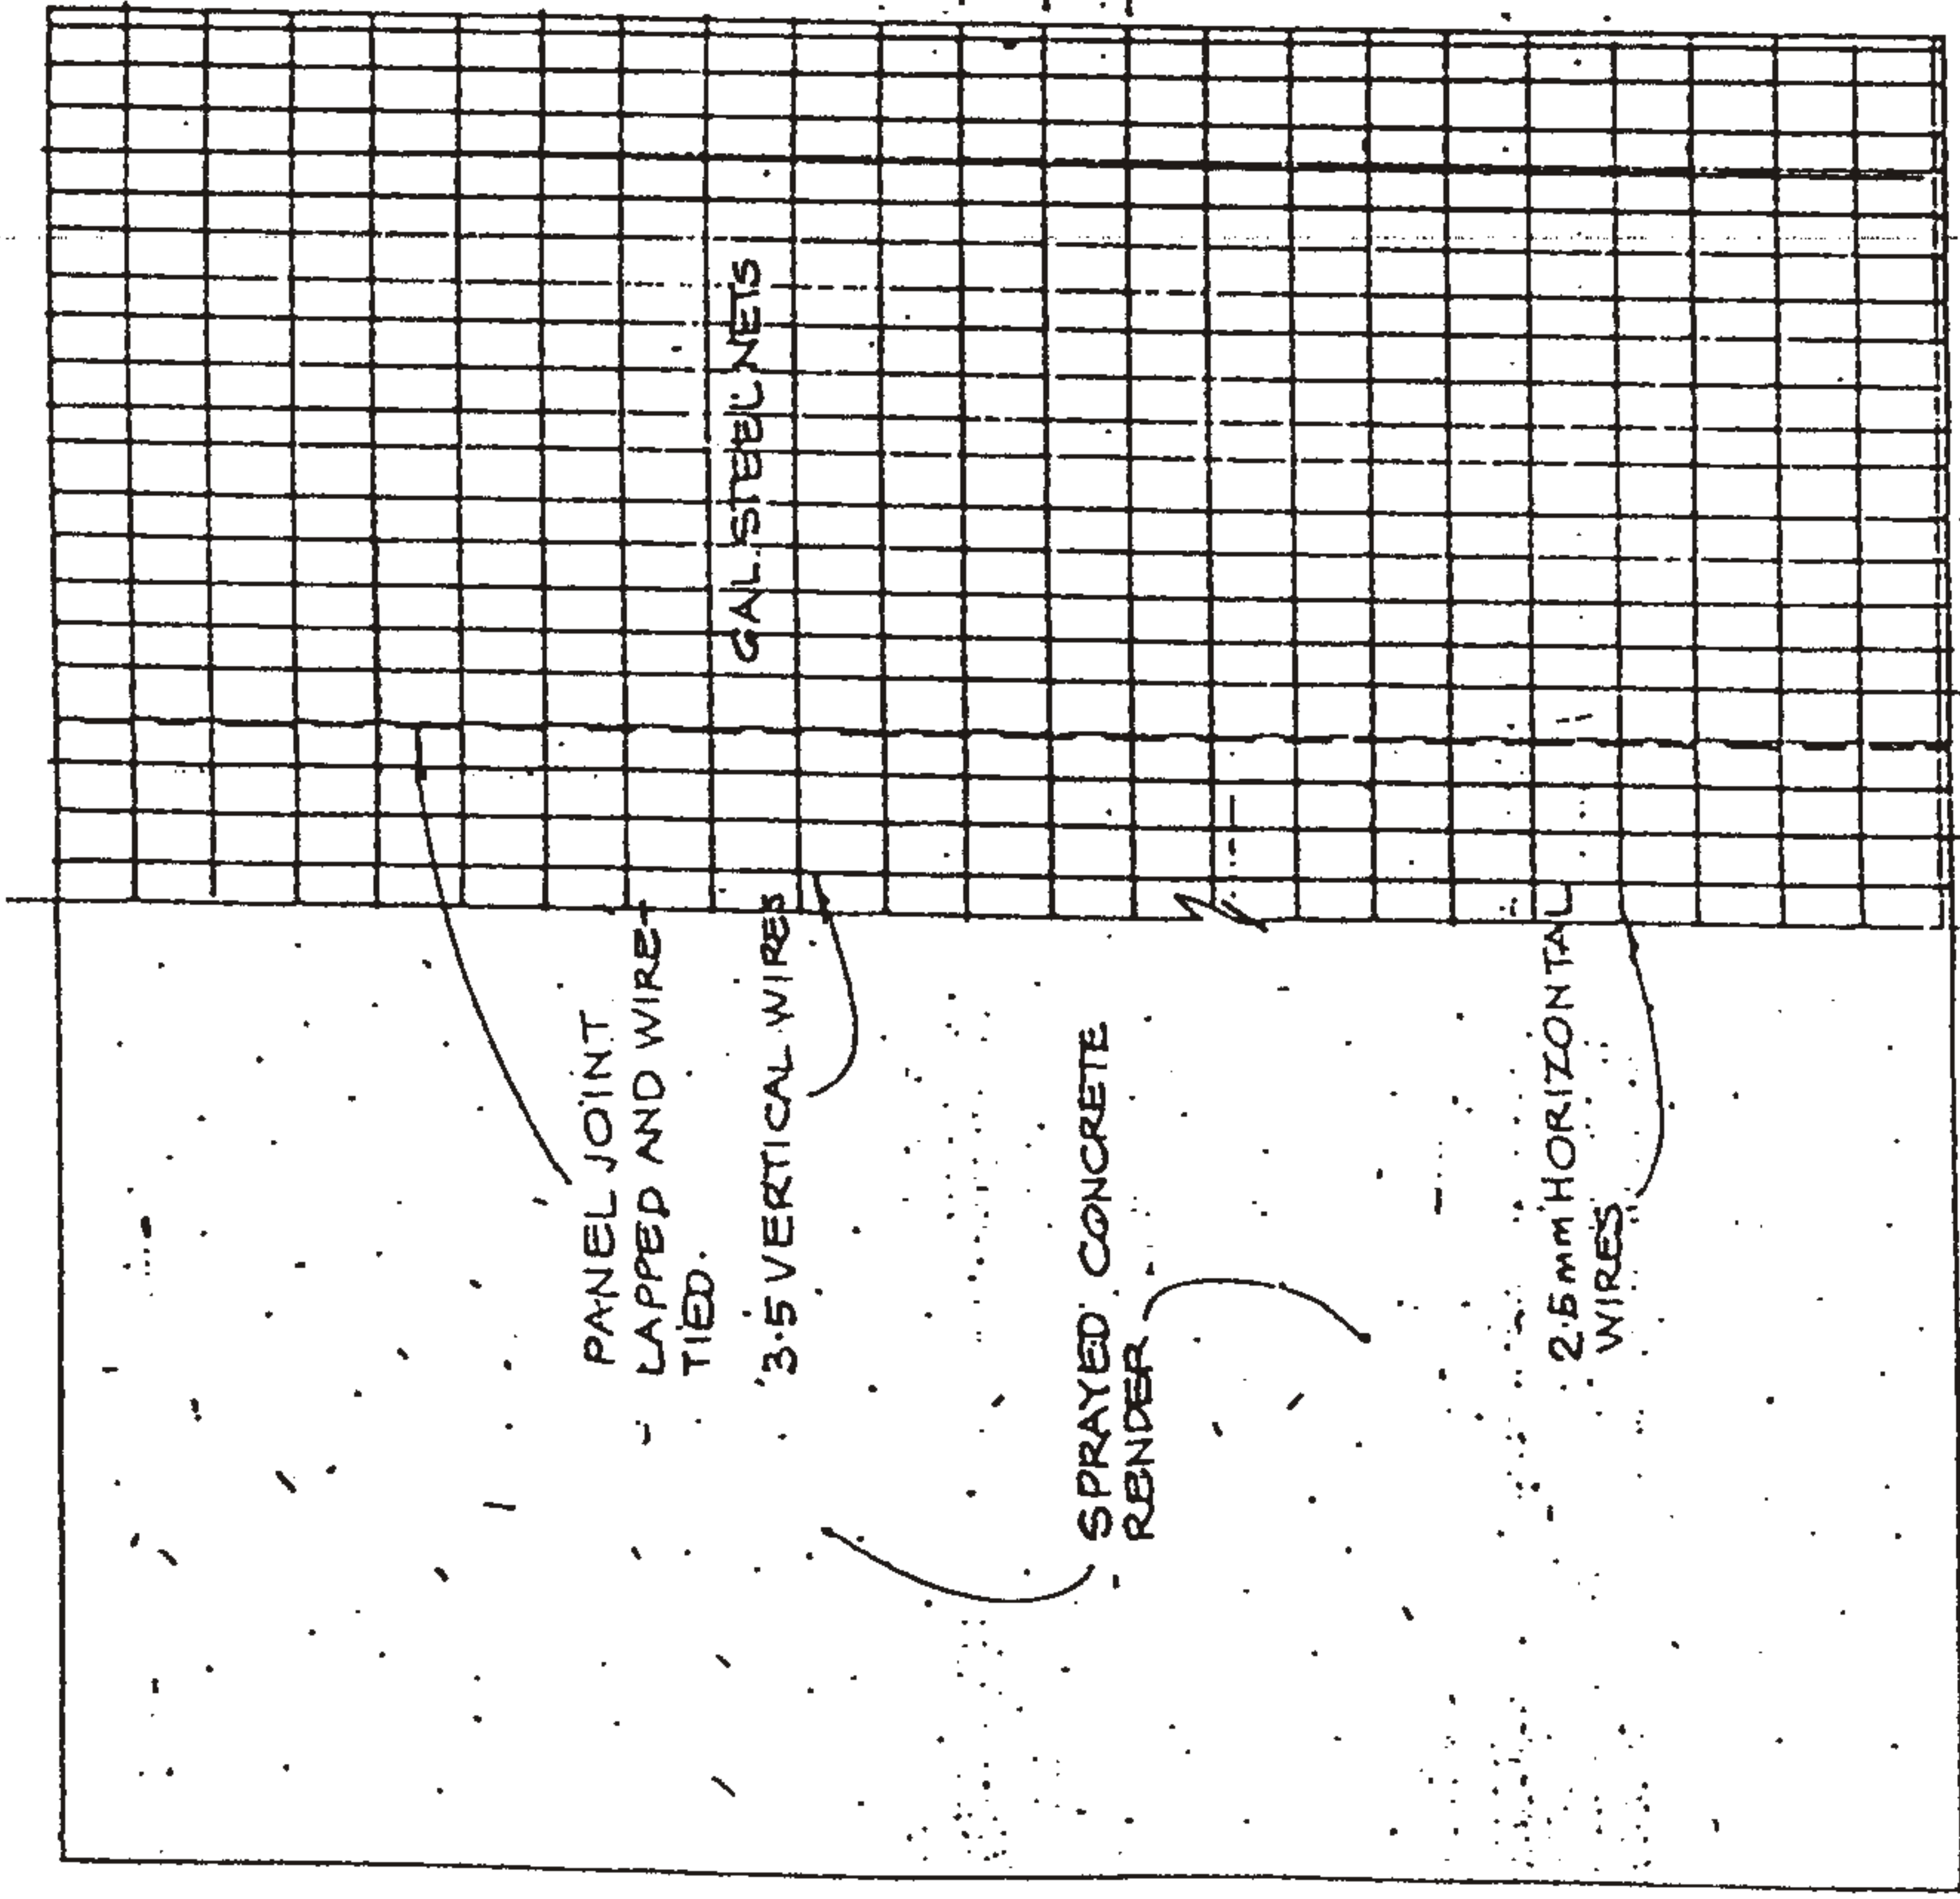 PANEL JOINT
LAPPED AND WIRE
TIED.
3.5 VERTICAL WIRES
GAL. STEEL NETS
SPRAYED CONCRETE
RENDER
2.5mm HORIZONTAL
WIRES